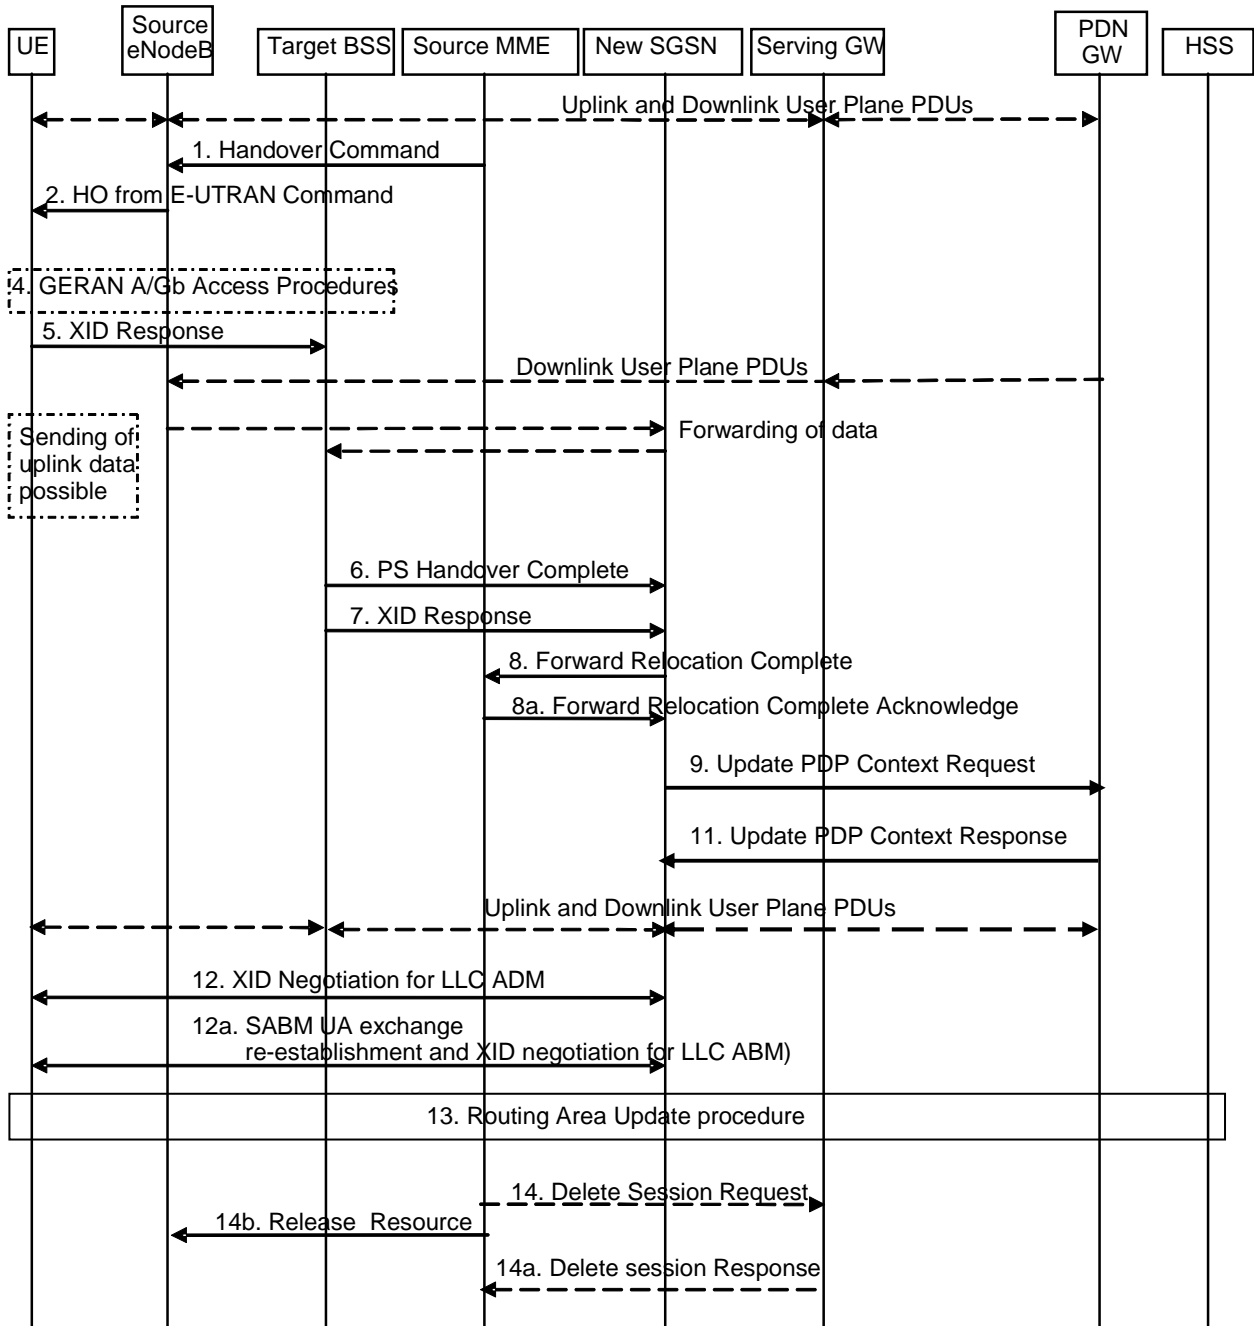 UE
Source
eNodeB
Target BSS
Source MME
New SGSN
Serving GW
PDN
GW
HSS
Uplink and Downlink User Plane PDUs
1. Handover Command
2. HO from E-UTRAN Command
4. GERAN A/Gb Access Procedures
5. XID Response
Downlink User Plane PDUs
Sending of
uplink data
possible
Forwarding of data
6. PS Handover Complete
7. XID Response
8. Forward Relocation Complete
8a. Forward Relocation Complete Acknowledge
9. Update PDP Context Request
11. Update PDP Context Response
Uplink and Downlink User Plane PDUs
12. XID Negotiation for LLC ADM
12a. SABM UA exchange
re-establishment and XID negotiation for LLC ABM)
13. Routing Area Update procedure
14. Delete Session Request
14b. Release Resource
14a. Delete session Response